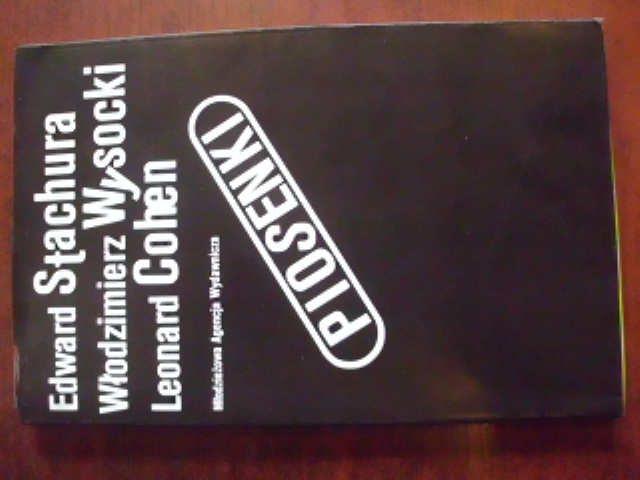 Edward Stachura
Włodzimierz Wysocki
Leonard Cohen
Młodzieżowa Agencja Wydawnicza
PIOSENKI